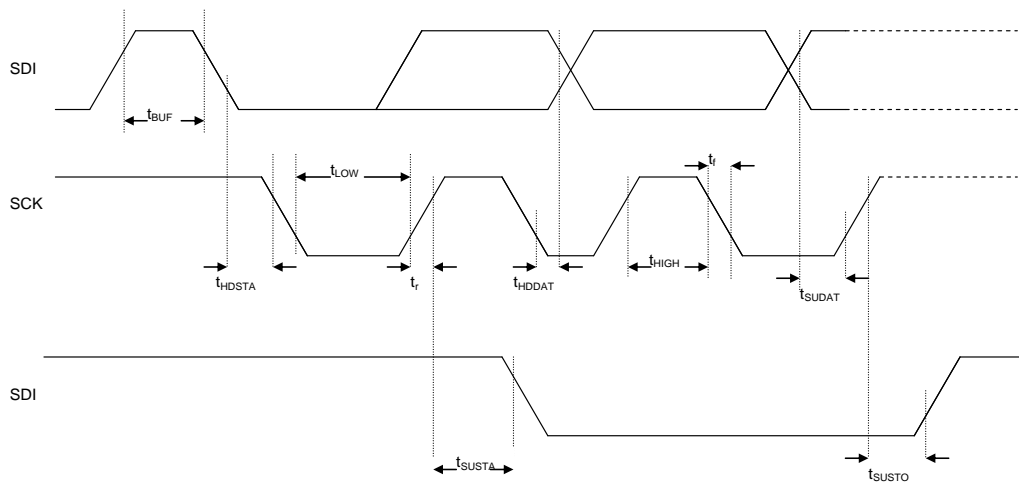 SDI
tBUF
tLOW
tf
SCK
tHDSTA
tr
tHDDAT
tHIGH
tSUDAT
SDI
tSUSTA
tSUSTO